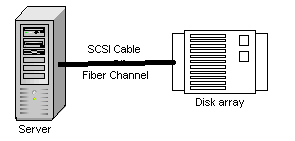 SCSI Cable
Fiber Channel
Disk array
Server